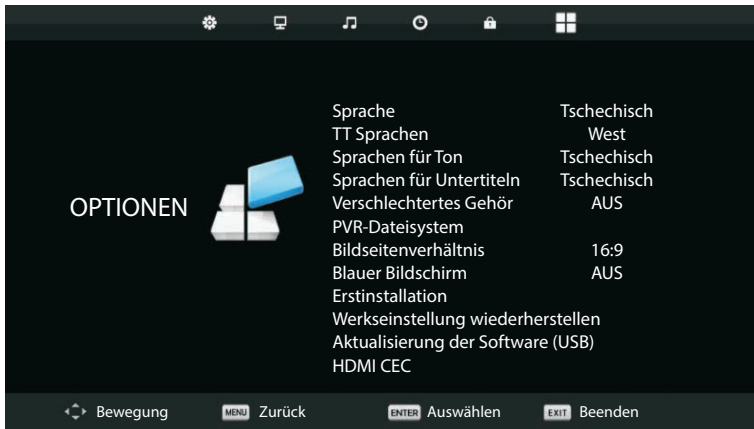 Sprache Tschechisch
TT Sprachen West
Sprachen für Ton Tschechisch
Sprachen für Untertiteln Tschechisch
OPTIONEN
Verschlechtertes Gehör AUS
PVR-Dateisystem
Bildseitenverhältnis 16:9
Blauer Bildschirm AUS
Erstinstallation
Werkseinstellung wiederherstellen
Aktualisierung der Software (USB)
HDMI CEC
Bewegung MENU Zurück ENTER Auswählen EXIT Beenden